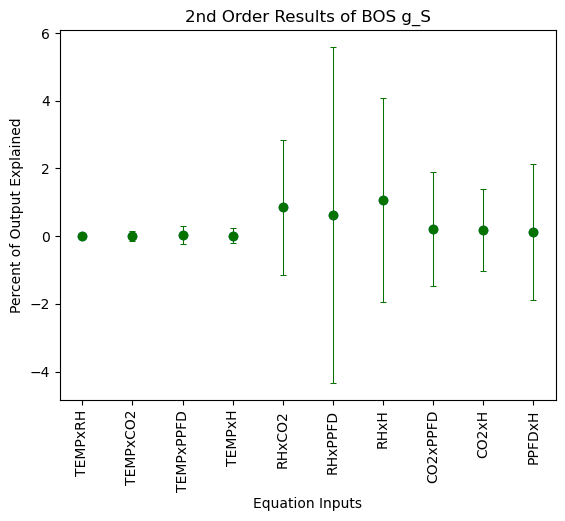 2nd Order Results of BOS g_S
Percent of Output Explained
6
4
2
0
−2
−4
TEMPxRH
TEMPxCO2
TEMPxPPFD
TEMPxH
RHxCO2
RHxPPFD
RHxH
CO2xPPFD
CO2xH
PPFDxH
Equation Inputs